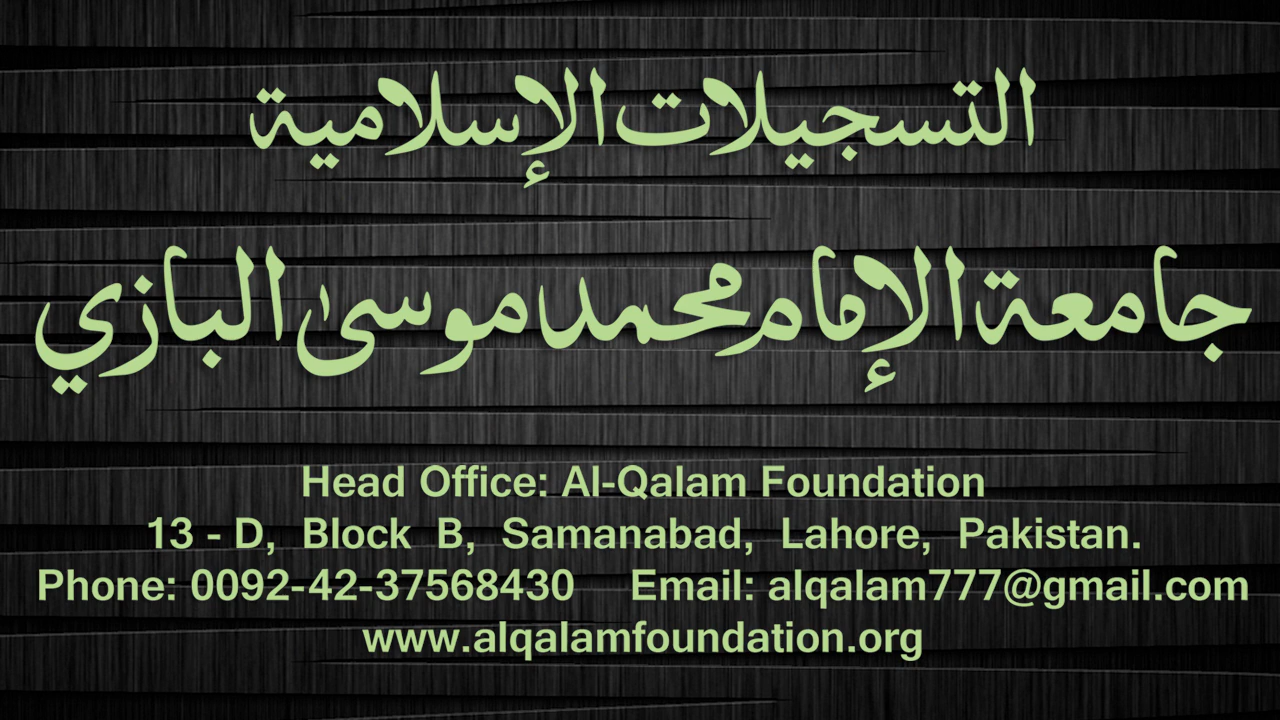 التسجيلات الإسلامية
جامعة الإمام محمد موسىٰ البازي
Head Office: Al-Qalam Foundation
13 - D, Block B, Samanabad, Lahore, Pakistan.
Phone: 0092-42-37568430 Email: alqalam777@gmail.com
www.alqalamfoundation.org